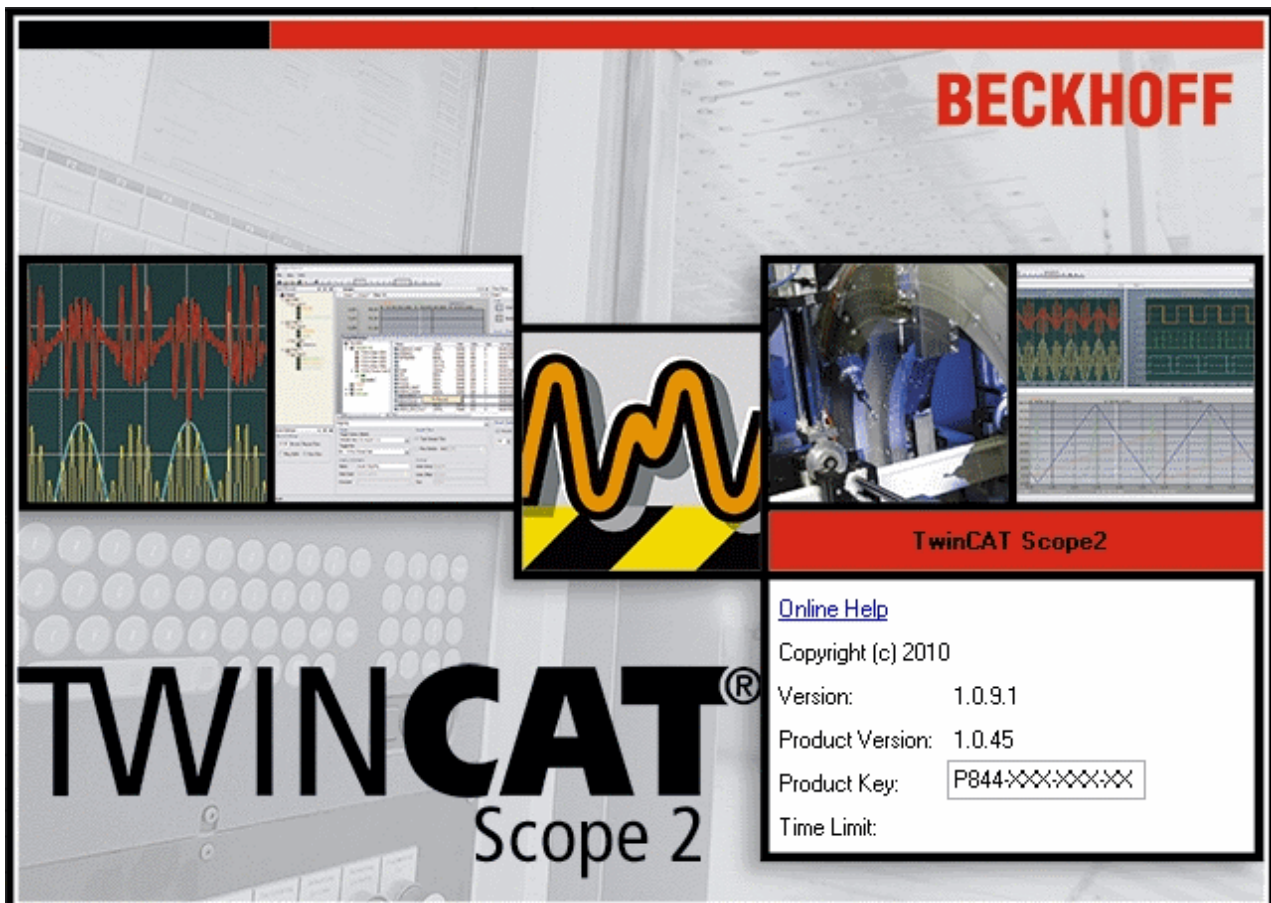 BECKHOFF
TwinCAT Scope2
Online Help
Copyright (c) 2010
Version: 1.0.9.1
Product Version: 1.0.45
Product Key: P844-XXX-XXX-XX
Time Limit:
TWINCAT®
Scope 2